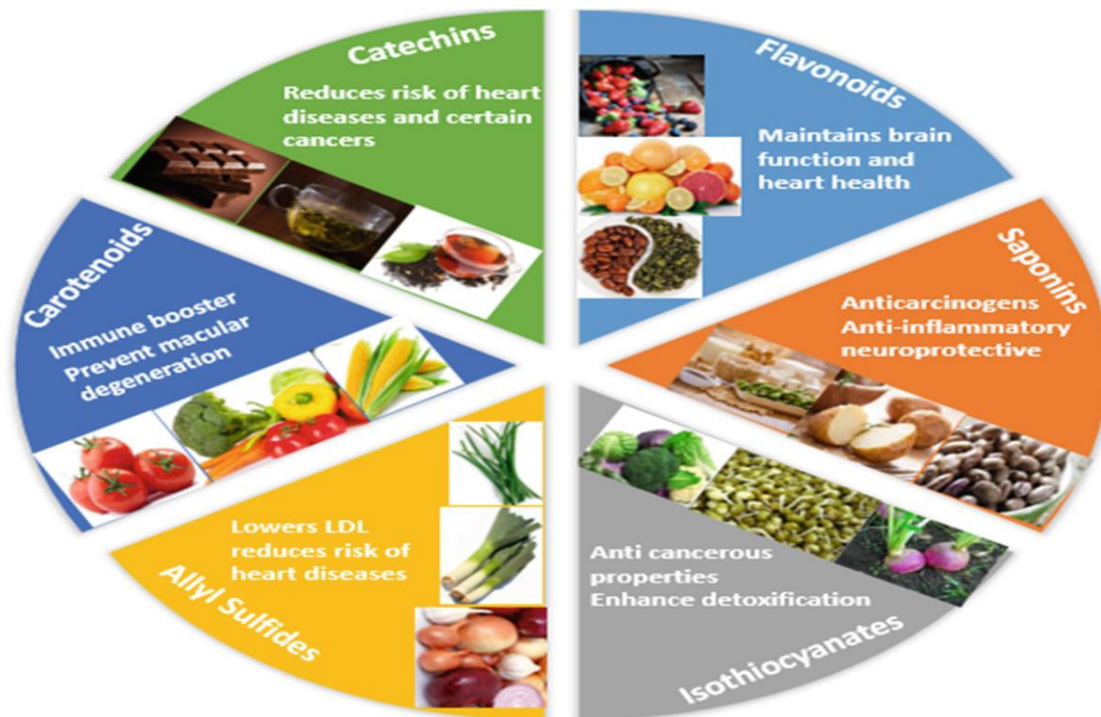 Catechins
Reduces risk of heart
diseases and certain
cancers
Flavonoids
Maintains brain
function and
heart health
Saponins
Anticarcinogens
Anti-inflammatory
neuroprotective
Isothiocyanates
Anti cancerous
properties
Enhance detoxification
Allyl Sulfides
Lowers LDL
reduces risk of
heart diseases
Carotenoids
Immune booster
Prevent macular
degeneration